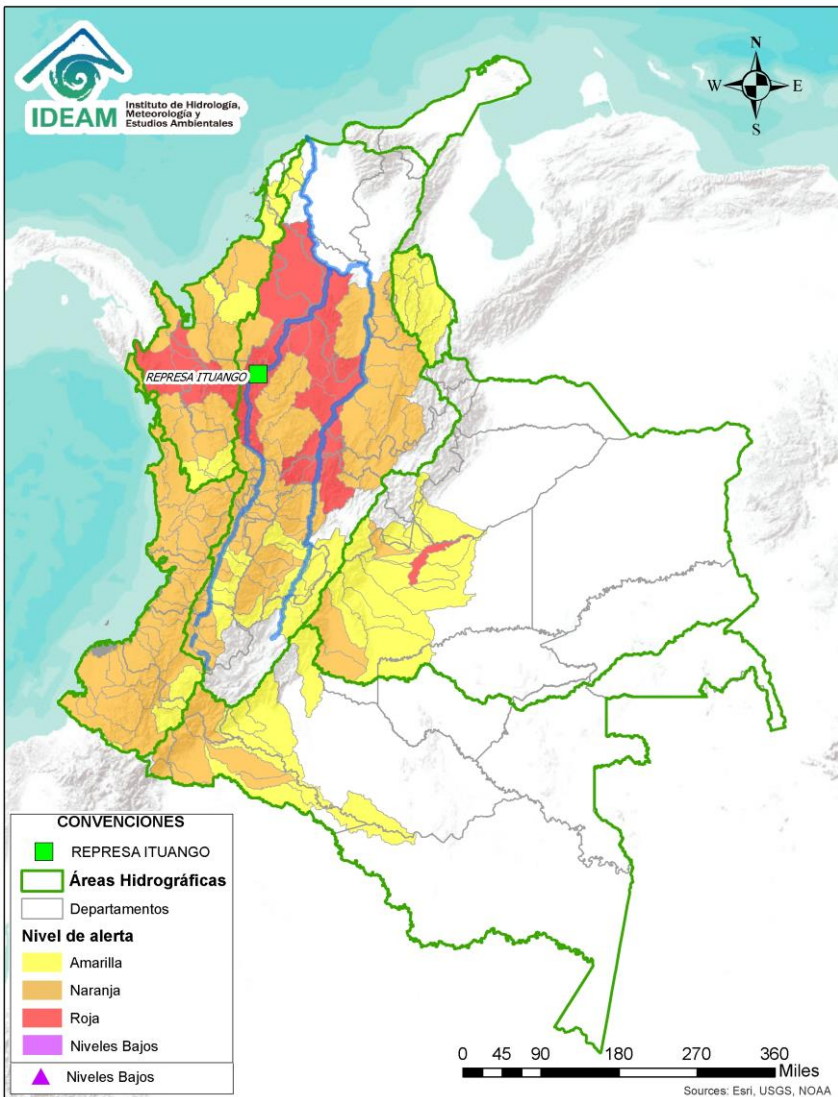 IDEAM
Instituto de Hidrología,
Meteorología y
Estudios Ambientales
N
W
E
S
REPRESA ITUANGO
CONVENCIONES
REPRESA ITUANGO
Áreas Hidrográficas
Departamentos
Nivel de alerta
Amarilla
Naranja
Roja
Niveles Bajos
Niveles Bajos
0 45 90 180 270 360
Miles
Sources: Esri, USGS, NOAA